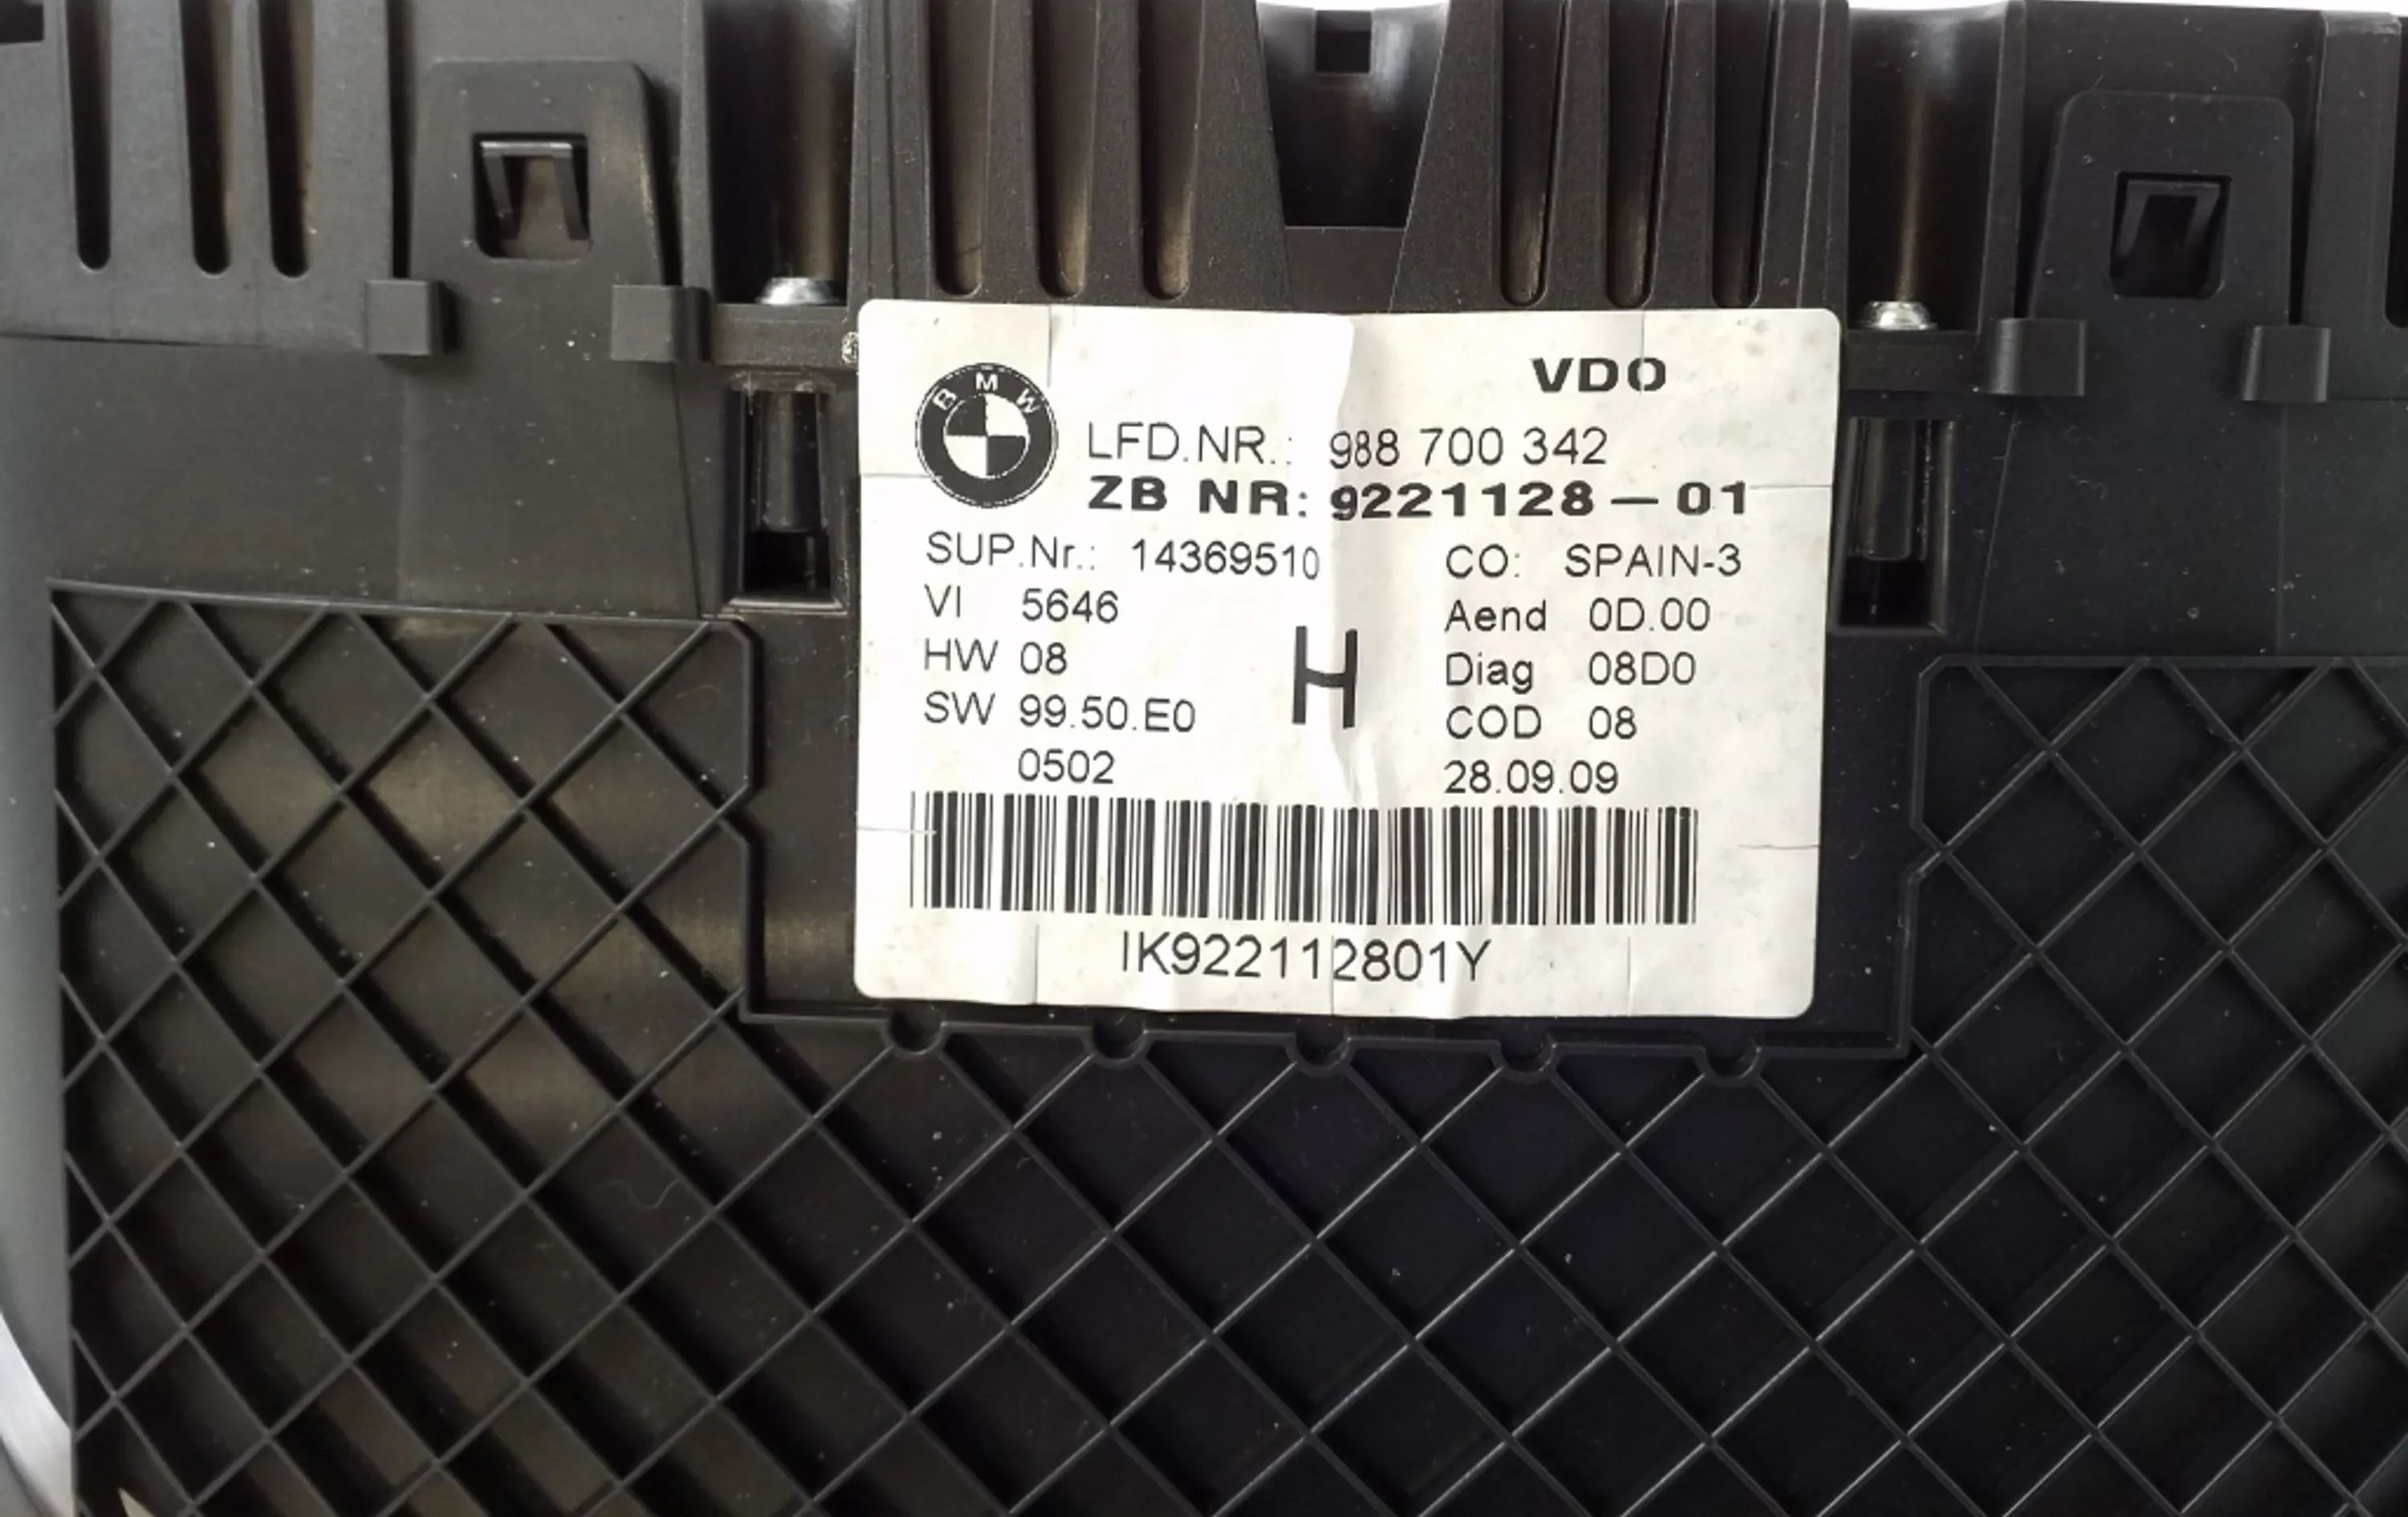 BMW
VDO
LFD.NR.: 988 700 342
ZB NR: 9221128-01
SUP.Nr.: 14369510 CO: SPAIN-3
VI 5646 Aend 0D.00
HW 08 H Diag 08D0
SW 99.50.E0 COD 08
0502 28.09.09
IK922112801Y